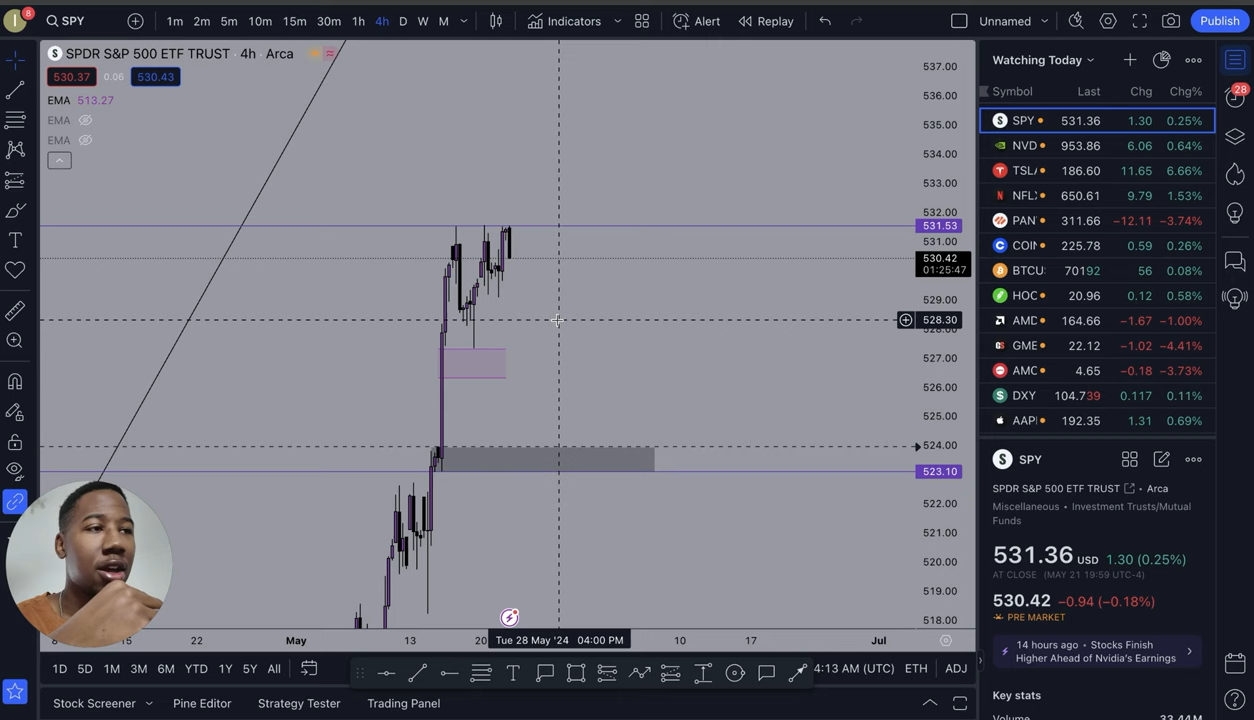 I
8
SPY
1m 2m 5m 10m 15m 30m 1h 4h D W M
Indicators
Alert
Replay
Unnamed
Publish
S SPDR S&P 500 ETF TRUST · 4h · Arca
530.37 0.06 530.43
EMA 513.27
EMA
EMA
537.00
536.00
535.00
534.00
533.00
532.00
531.53
531.00
530.42
01:25:47
529.00
528.30
528.00
527.00
526.00
525.00
524.00
523.10
522.00
521.00
520.00
519.00
518.00
15 22 May 13 20 Tue 28 May '24 04:00 PM 10 17 Jul
1D 5D 1M 3M 6M YTD 1Y 5Y All
4:13 AM (UTC) ETH ADJ
Stock Screener Pine Editor Strategy Tester Trading Panel
Watching Today
28
Symbol Last Chg Chg%
S SPY 531.36 1.30 0.25%
NVD 953.86 6.06 0.64%
TSL 186.60 11.65 6.66%
NFL 650.61 9.79 1.53%
PAN 311.66 −12.11 −3.74%
COI 225.78 0.59 0.26%
BTCU 70192 56 0.08%
HOC 20.96 0.12 0.58%
AMD 164.66 −1.67 −1.00%
GME 22.12 −1.02 −4.41%
AMC 4.65 −0.18 −3.73%
DXY 104.739 0.117 0.11%
AAP 192.35 1.31 0.69%
S SPY
SPDR S&P 500 ETF TRUST • Arca
Miscellaneous • Investment Trusts/Mutual
Funds
531.36 USD 1.30 (0.25%)
AT CLOSE (MAY 21 19:59 UTC-4)
530.42 −0.94 (−0.18%)
PRE MARKET
14 hours ago • Stocks Finish
Higher Ahead of Nvidia's Earnings
Key stats
Volume 33.44M